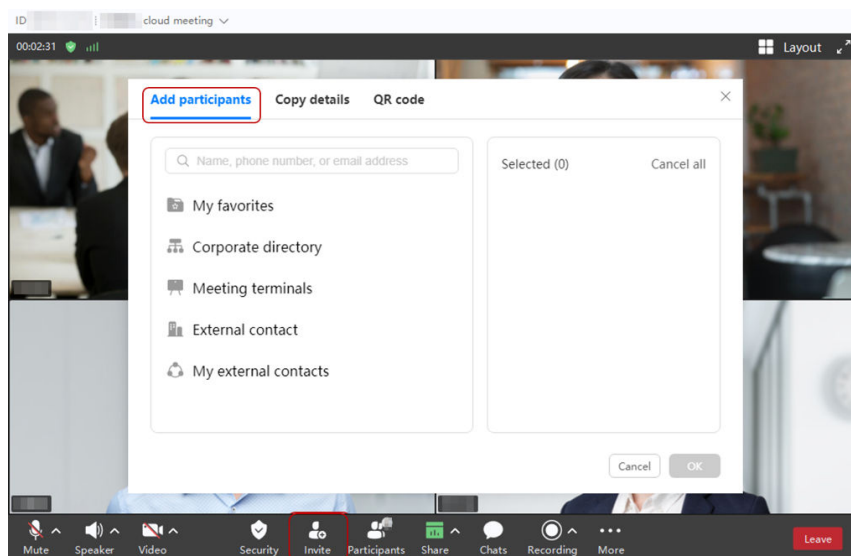 ID | cloud meeting
00:02:31 Layout
Add participants Copy details QR code
Name, phone number, or email address
Selected (0) Cancel all
My favorites
Corporate directory
Meeting terminals
External contact
My external contacts
Cancel OK
Mute Speaker Video Security Invite Participants Share Chats Recording More Leave